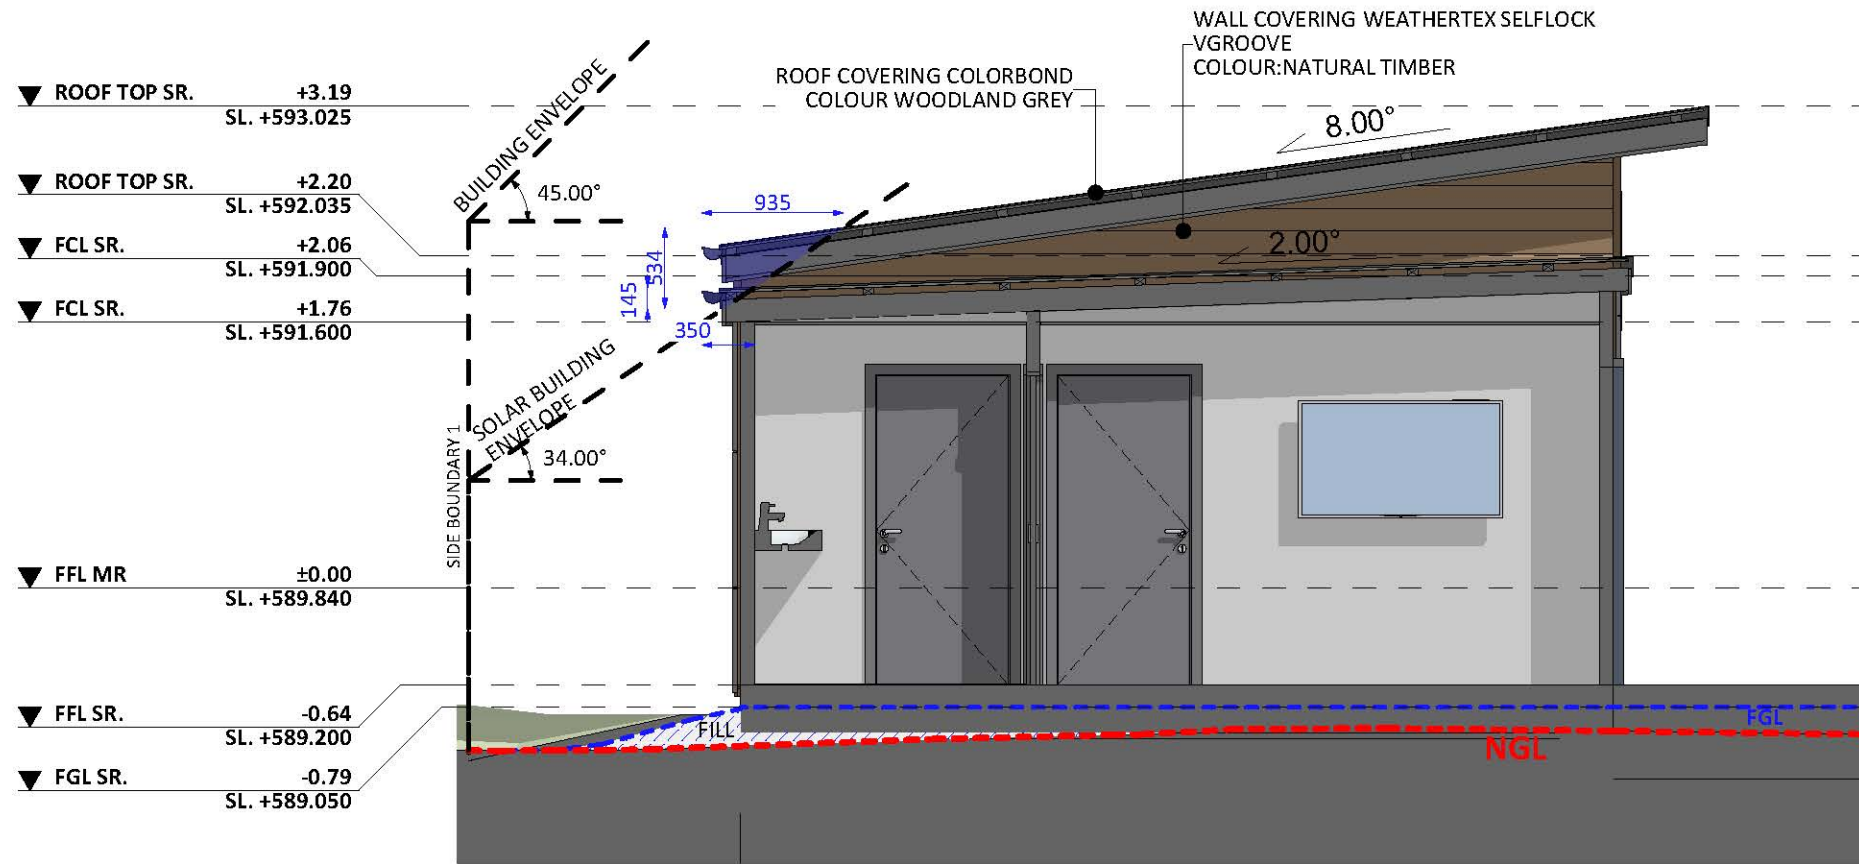 WALL COVERING WEATHERTEX SELFLOCK
VGROOVE
COLOUR:NATURAL TIMBER
ROOF COVERING COLORBOND
COLOUR WOODLAND GREY
ROOF TOP SR. +3.19
SL. +593.025
ROOF TOP SR. +2.20
SL. +592.035
FCL SR. +2.06
SL. +591.900
FCL SR. +1.76
SL. +591.600
FFL MR ±0.00
SL. +589.840
FFL SR. -0.64
SL. +589.200
FGL SR. -0.79
SL. +589.050
BUILDING ENVELOPE
45.00°
SOLAR BUILDING
ENVELOPE
34.00°
SIDE BOUNDARY 1
935
534
145
350
8.00°
2.00°
FILL
FGL
NGL